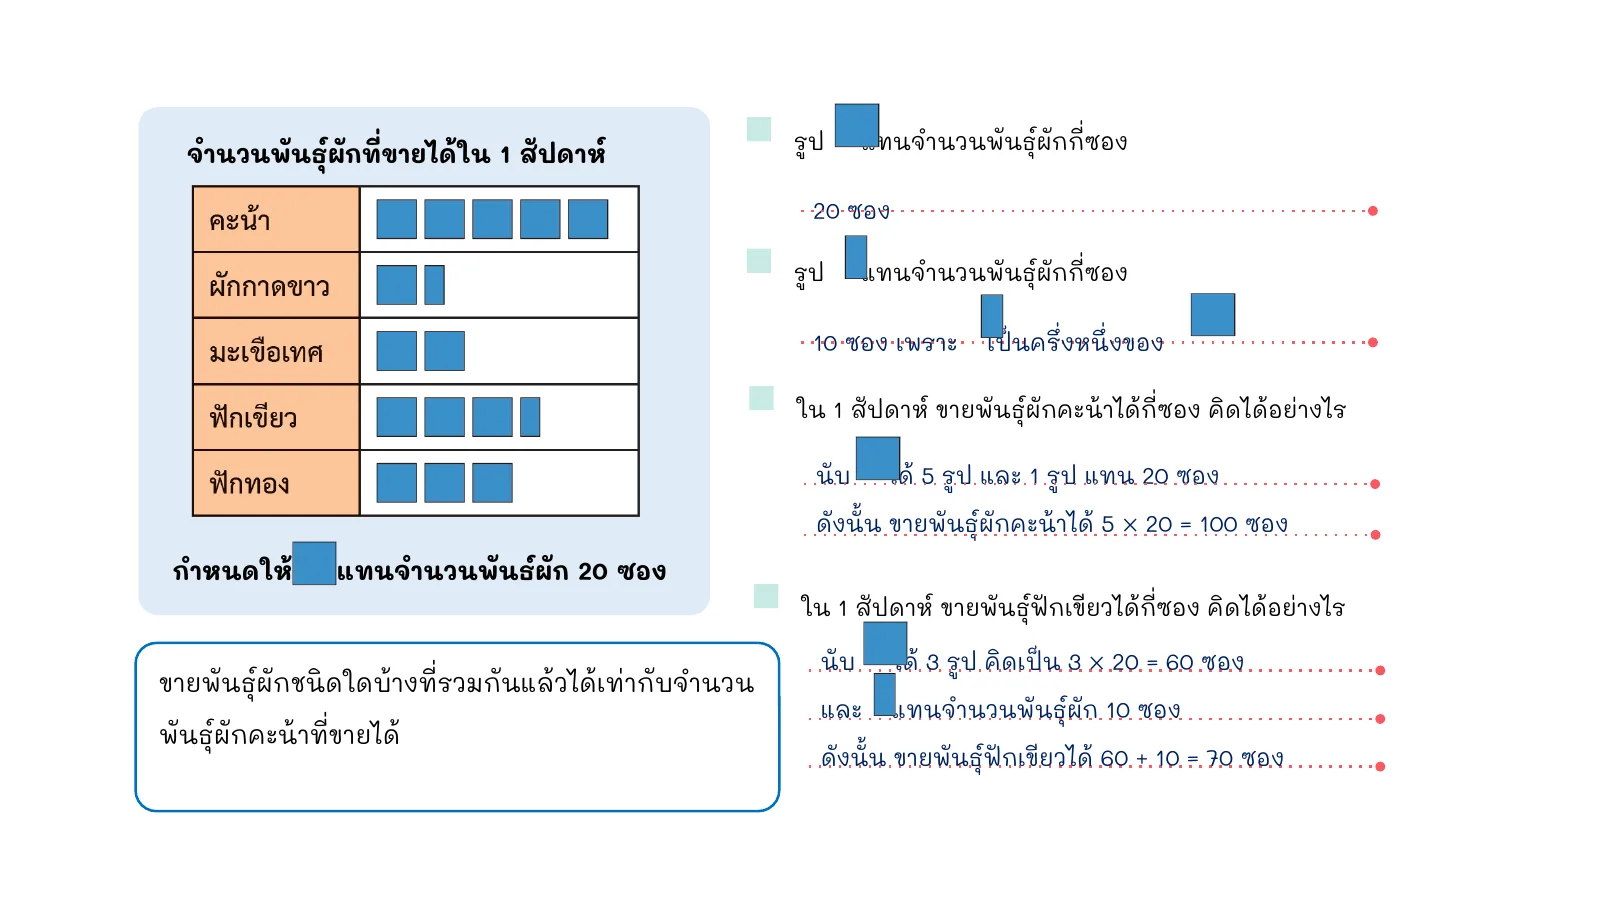 จำนวนพันธุ์ผักที่ขายได้ใน 1 สัปดาห์
คะน้า
ผักกาดขาว
มะเขือเทศ
ฟักเขียว
ฟักทอง
กำหนดให้ แทนจำนวนพันธ์ผัก 20 ซอง
ขายพันธุ์ผักชนิดใดบ้างที่รวมกันแล้วได้เท่ากับจำนวน
พันธุ์ผักคะน้าที่ขายได้
รูป แทนจำนวนพันธุ์ผักกี่ซอง
20 ซอง
รูป แทนจำนวนพันธุ์ผักกี่ซอง
10 ซอง เพราะ เป็นครึ่งหนึ่งของ
ใน 1 สัปดาห์ ขายพันธุ์ผักคะน้าได้กี่ซอง คิดได้อย่างไร
นับ ได้ 5 รูป และ 1 รูป แทน 20 ซอง
ดังนั้น ขายพันธุ์ผักคะน้าได้ 5 × 20 = 100 ซอง
ใน 1 สัปดาห์ ขายพันธุ์ฟักเขียวได้กี่ซอง คิดได้อย่างไร
นับ ได้ 3 รูป คิดเป็น 3 × 20 = 60 ซอง
และ แทนจำนวนพันธุ์ผัก 10 ซอง
ดังนั้น ขายพันธุ์ฟักเขียวได้ 60 + 10 = 70 ซอง